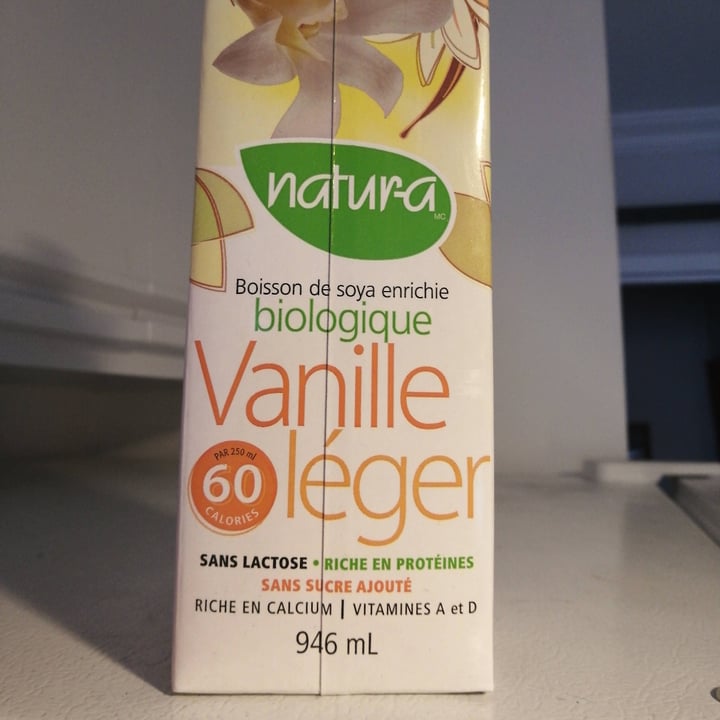 natur-a
MC
Boisson de soya enrichie
biologique
Vanille
léger
PAR 250 ml
60
CALORIES
SANS LACTOSE • RICHE EN PROTÉINES
SANS SUCRE AJOUTÉ
RICHE EN CALCIUM | VITAMINES A et D
946 mL